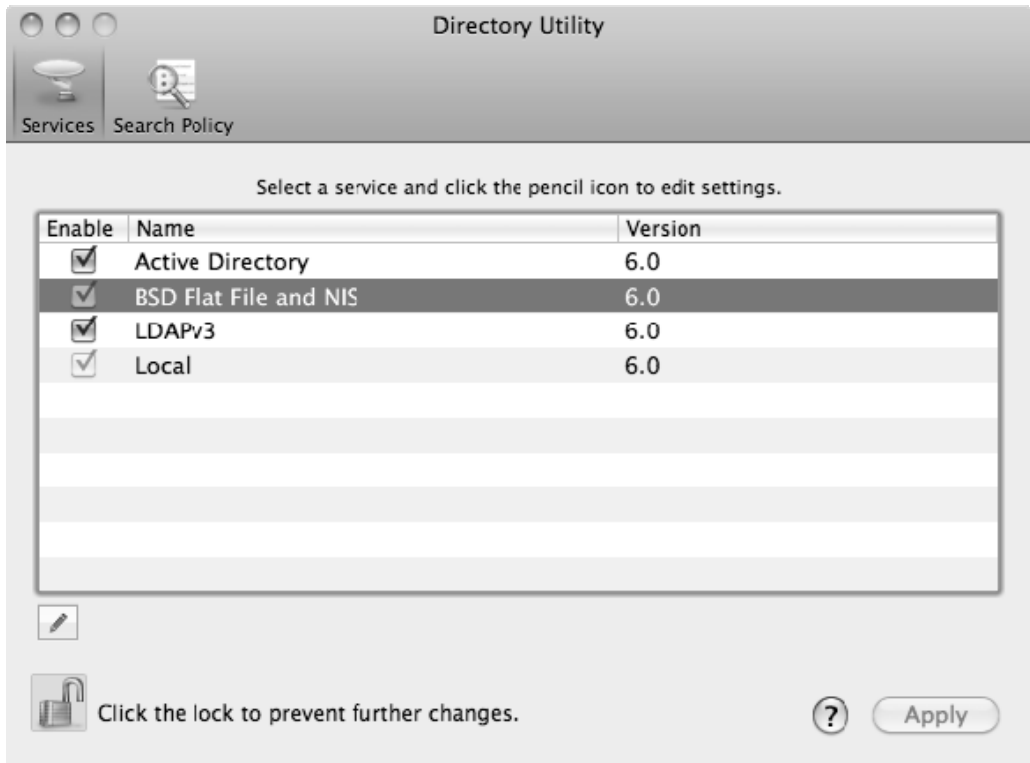 Directory Utility
Services Search Policy
Select a service and click the pencil icon to edit settings.
Enable Name Version
Active Directory 6.0
BSD Flat File and NIS 6.0
LDAPv3 6.0
Local 6.0
Click the lock to prevent further changes.
? Apply